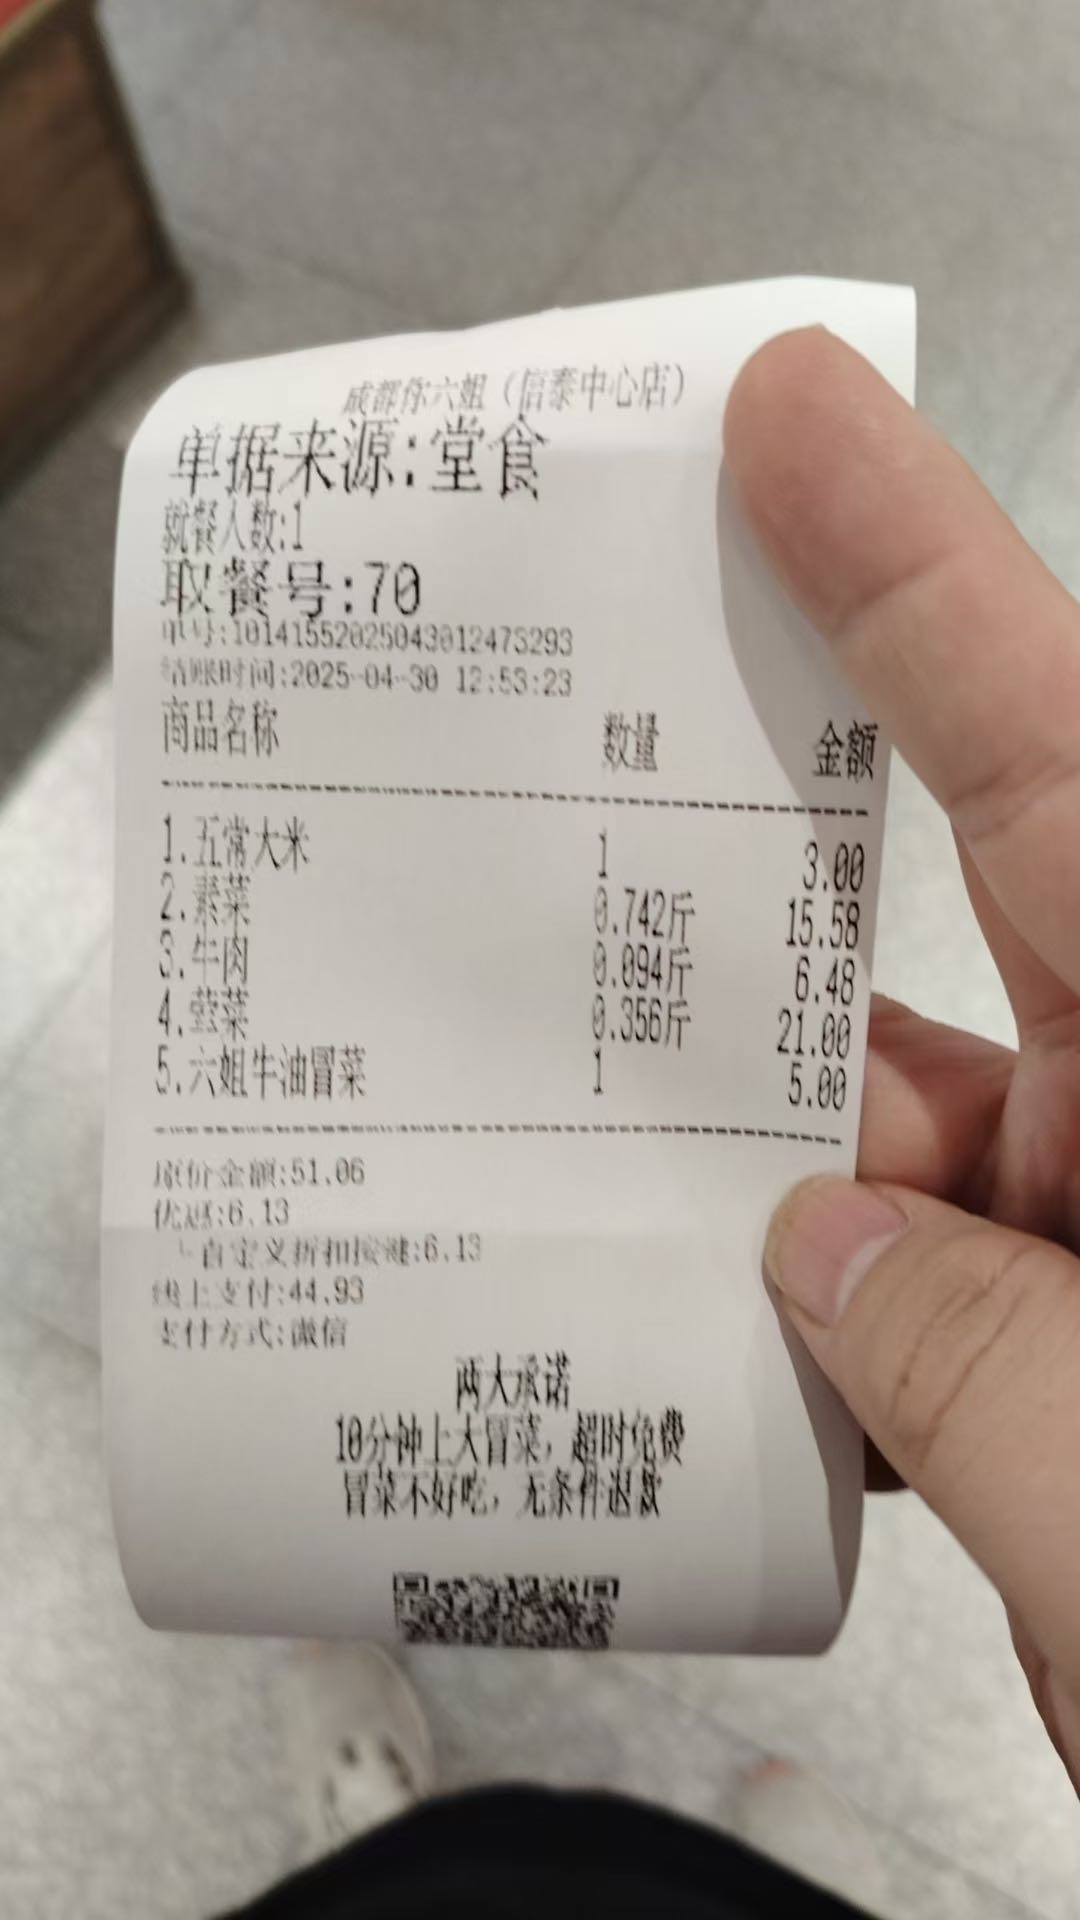 成都你六姐（信泰中心店）
单据来源:堂食
就餐人数:1
取餐号:70
单号:101415520250430124​75293
结账时间:2025-04-30 12:53:23
商品名称 数量 金额
1.五常大米 1 3.00
2.素菜 0.742斤 15.58
3.牛肉 0.094斤 6.48
4.荤菜 0.356斤 21.00
5.六姐牛油冒菜 1 5.00
原价金额:51.06
优惠:6.13
└自定义折扣按键:6.13
线上支付:44.93
支付方式:微信
两大承诺
10分钟上大冒菜，超时免费
冒菜不好吃，无条件退款